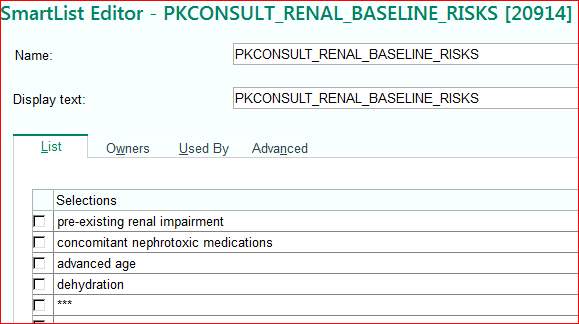 SmartList Editor - PKCONSULT_RENAL_BASELINE_RISKS [20914]
Name: PKCONSULT_RENAL_BASELINE_RISKS
Display text: PKCONSULT_RENAL_BASELINE_RISKS
List Owners Used By Advanced
Selections
pre-existing renal impairment
concomitant nephrotoxic medications
advanced age
dehydration
***